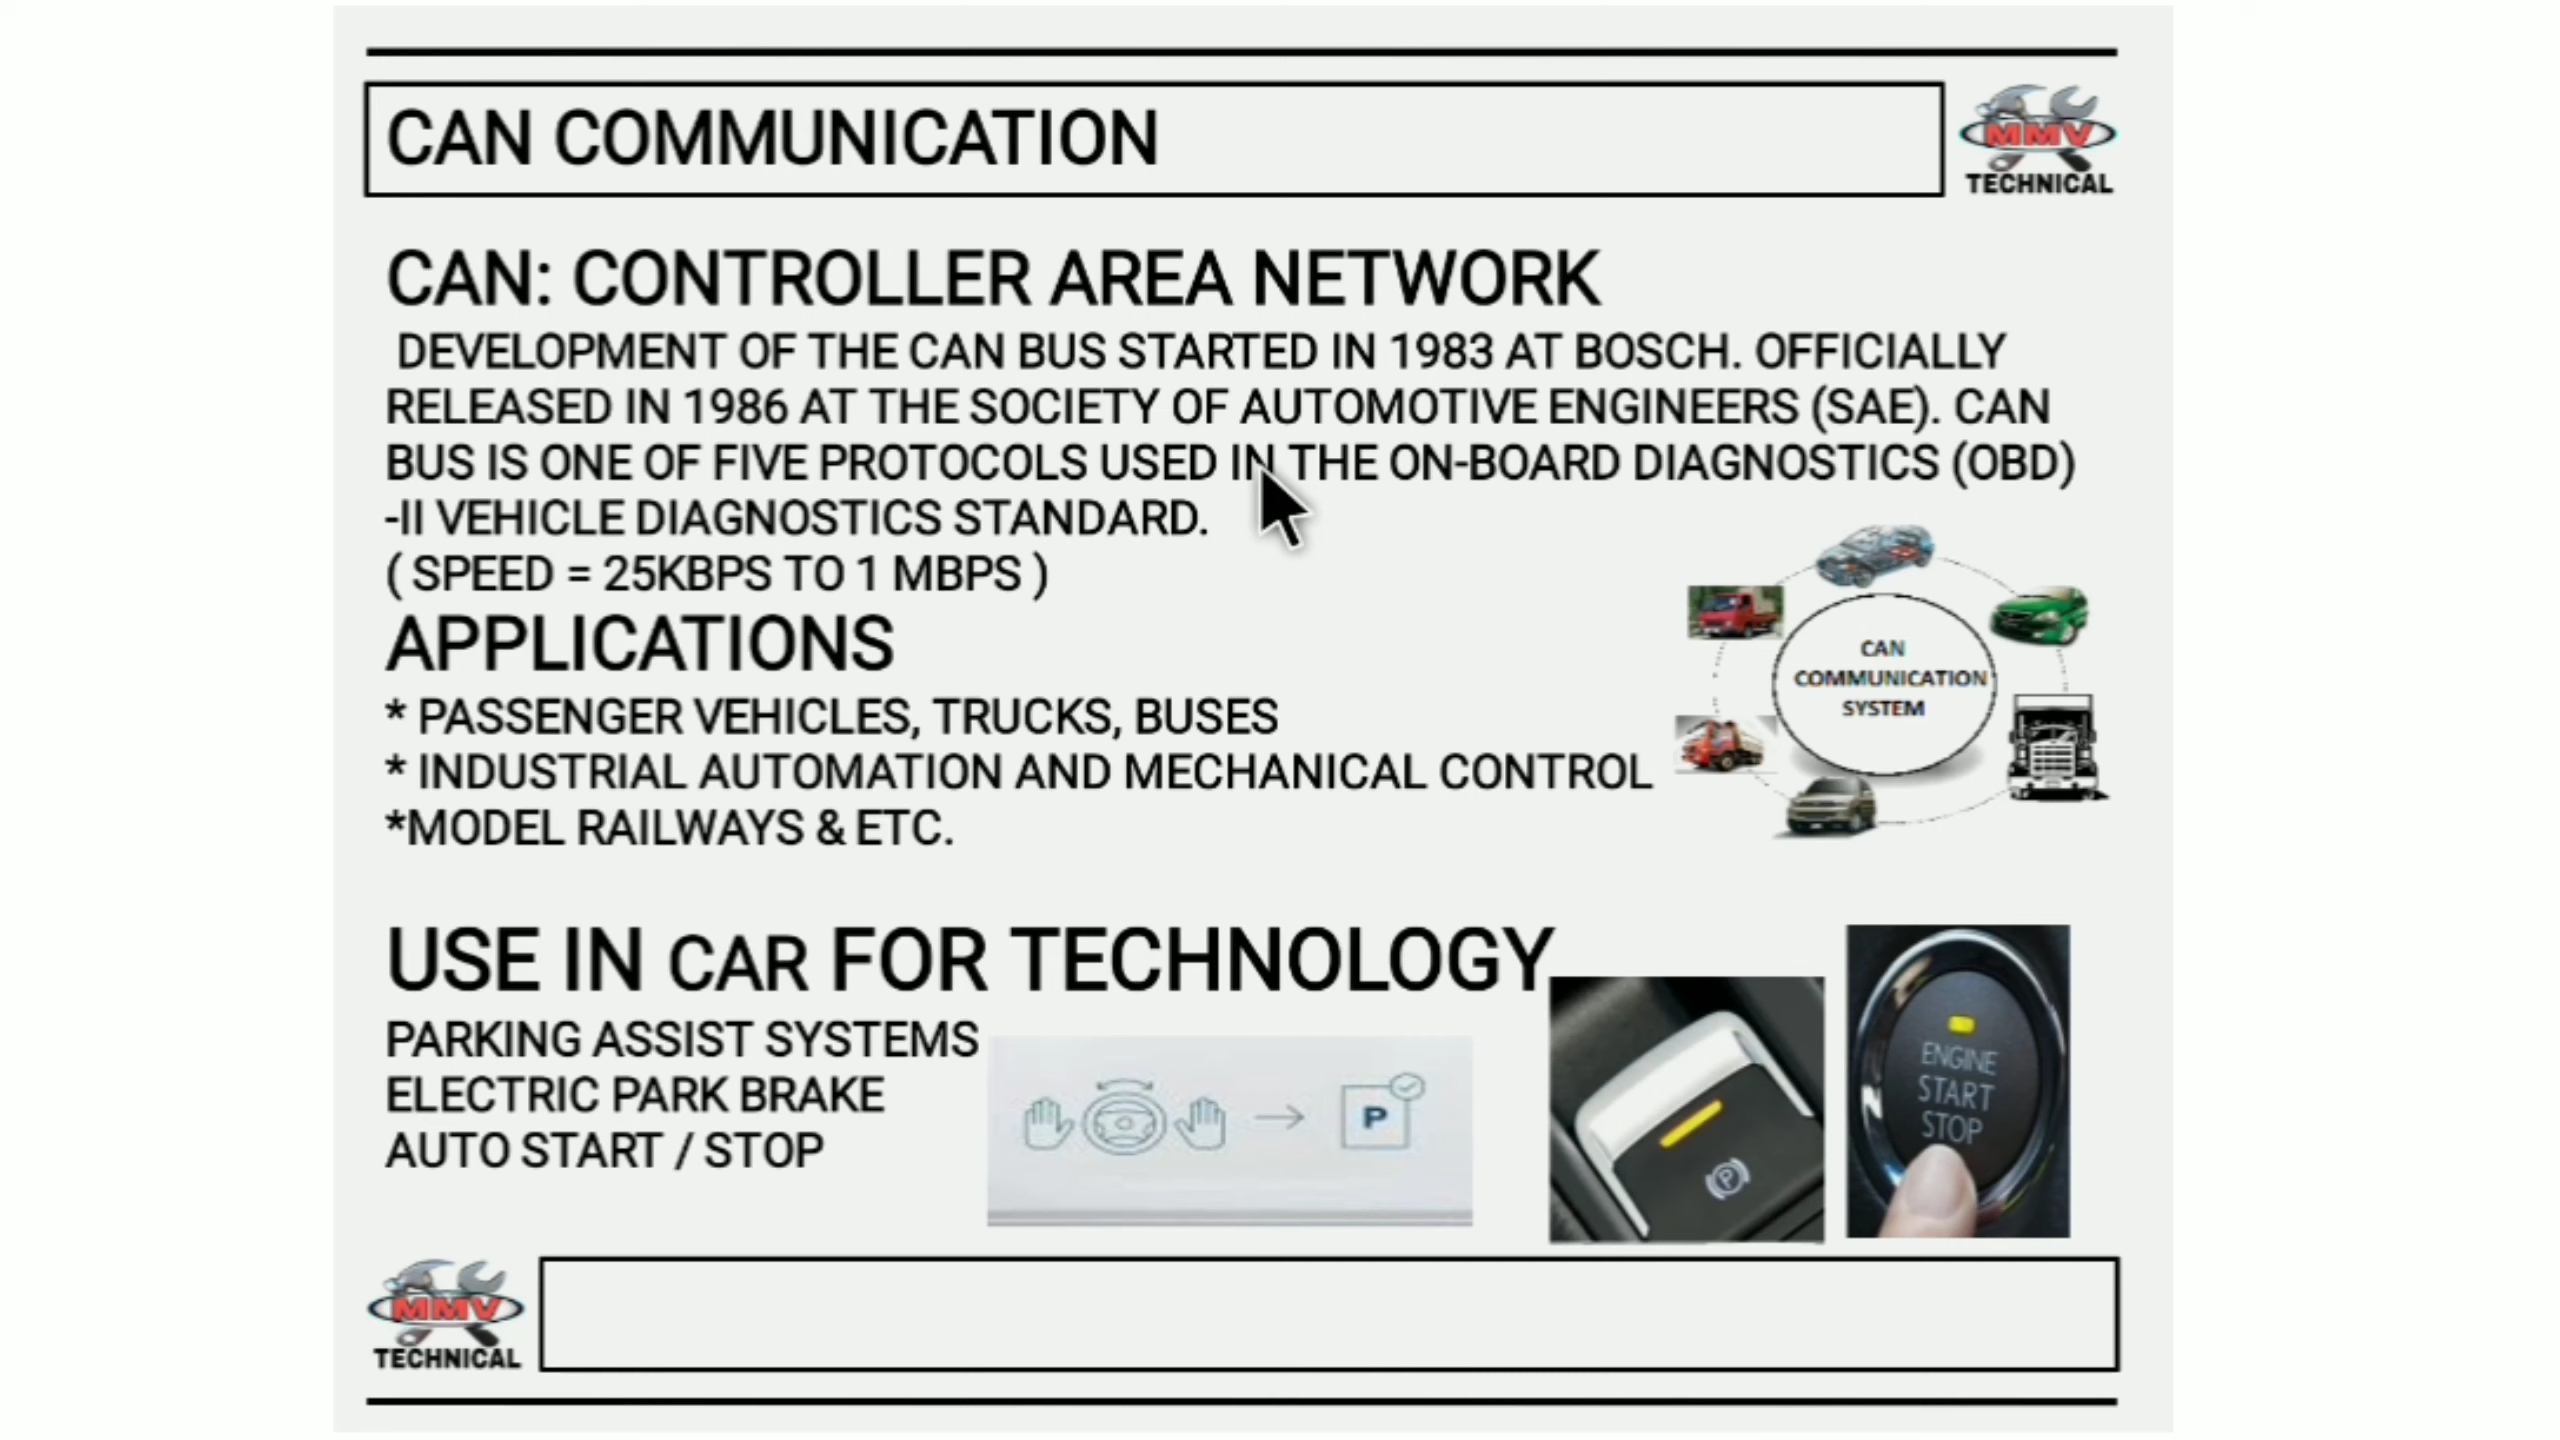 CAN COMMUNICATION
MMV
TECHNICAL
CAN: CONTROLLER AREA NETWORK
DEVELOPMENT OF THE CAN BUS STARTED IN 1983 AT BOSCH. OFFICIALLY
RELEASED IN 1986 AT THE SOCIETY OF AUTOMOTIVE ENGINEERS (SAE). CAN
BUS IS ONE OF FIVE PROTOCOLS USED IN THE ON-BOARD DIAGNOSTICS (OBD)
-II VEHICLE DIAGNOSTICS STANDARD.
( SPEED = 25KBPS TO 1 MBPS )
APPLICATIONS
* PASSENGER VEHICLES, TRUCKS, BUSES
* INDUSTRIAL AUTOMATION AND MECHANICAL CONTROL
*MODEL RAILWAYS & ETC.
CAN
COMMUNICATION
SYSTEM
USE IN CAR FOR TECHNOLOGY
PARKING ASSIST SYSTEMS
ELECTRIC PARK BRAKE
AUTO START / STOP
P
P
ENGINE
START
STOP
MMV
TECHNICAL